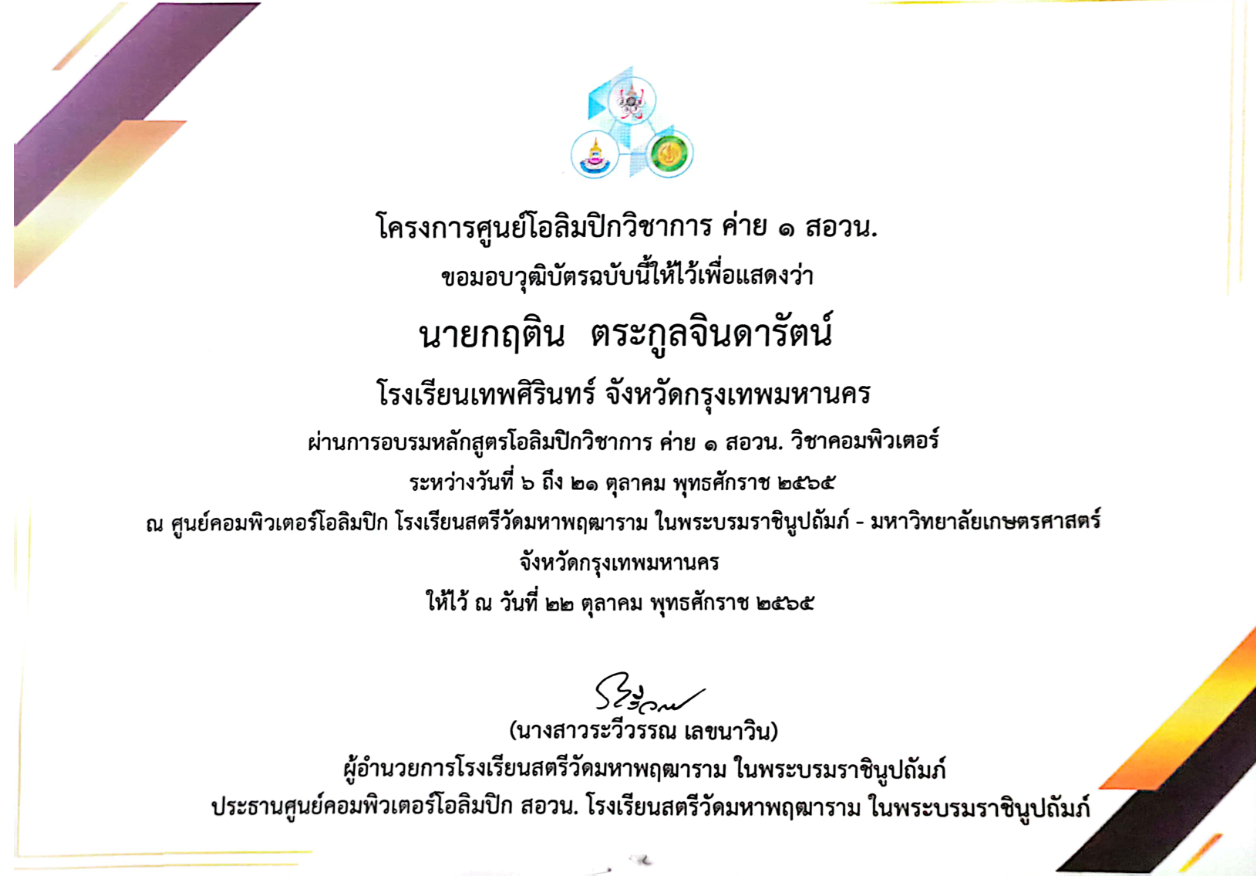 โครงการศูนย์โอลิมปิกวิชาการ ค่าย ๑ สอวน.
ขอมอบวุฒิบัตรฉบับนี้ให้ไว้เพื่อแสดงว่า
นายกฤติน ตระกูลจินดารัตน์
โรงเรียนเทพศิรินทร์ จังหวัดกรุงเทพมหานคร
ผ่านการอบรมหลักสูตรโอลิมปิกวิชาการ ค่าย ๑ สอวน. วิชาคอมพิวเตอร์
ระหว่างวันที่ ๖ ถึง ๒๑ ตุลาคม พุทธศักราช ๒๕๖๕
ณ ศูนย์คอมพิวเตอร์โอลิมปิก โรงเรียนสตรีวัดมหาพฤฒาราม ในพระบรมราชินูปถัมภ์ - มหาวิทยาลัยเกษตรศาสตร์
จังหวัดกรุงเทพมหานคร
ให้ไว้ ณ วันที่ ๒๒ ตุลาคม พุทธศักราช ๒๕๖๕
(นางสาวระวีวรรณ เลขนาวิน)
ผู้อำนวยการโรงเรียนสตรีวัดมหาพฤฒาราม ในพระบรมราชินูปถัมภ์
ประธานศูนย์คอมพิวเตอร์โอลิมปิก สอวน. โรงเรียนสตรีวัดมหาพฤฒาราม ในพระบรมราชินูปถัมภ์